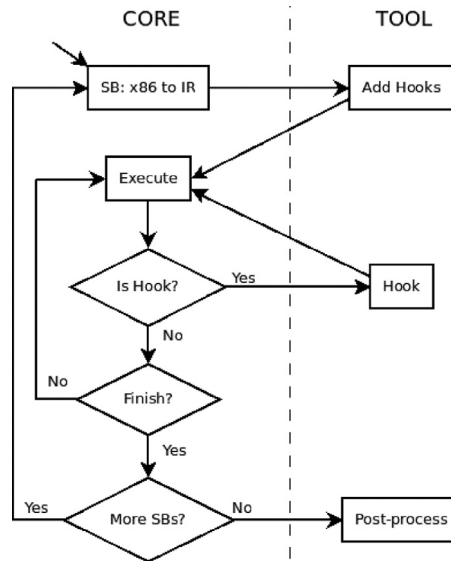 CORE
TOOL
SB: x86 to IR
Add Hooks
Execute
Is Hook?
Yes
Hook
No
No
Finish?
Yes
Yes
More SBs?
No
Post-process